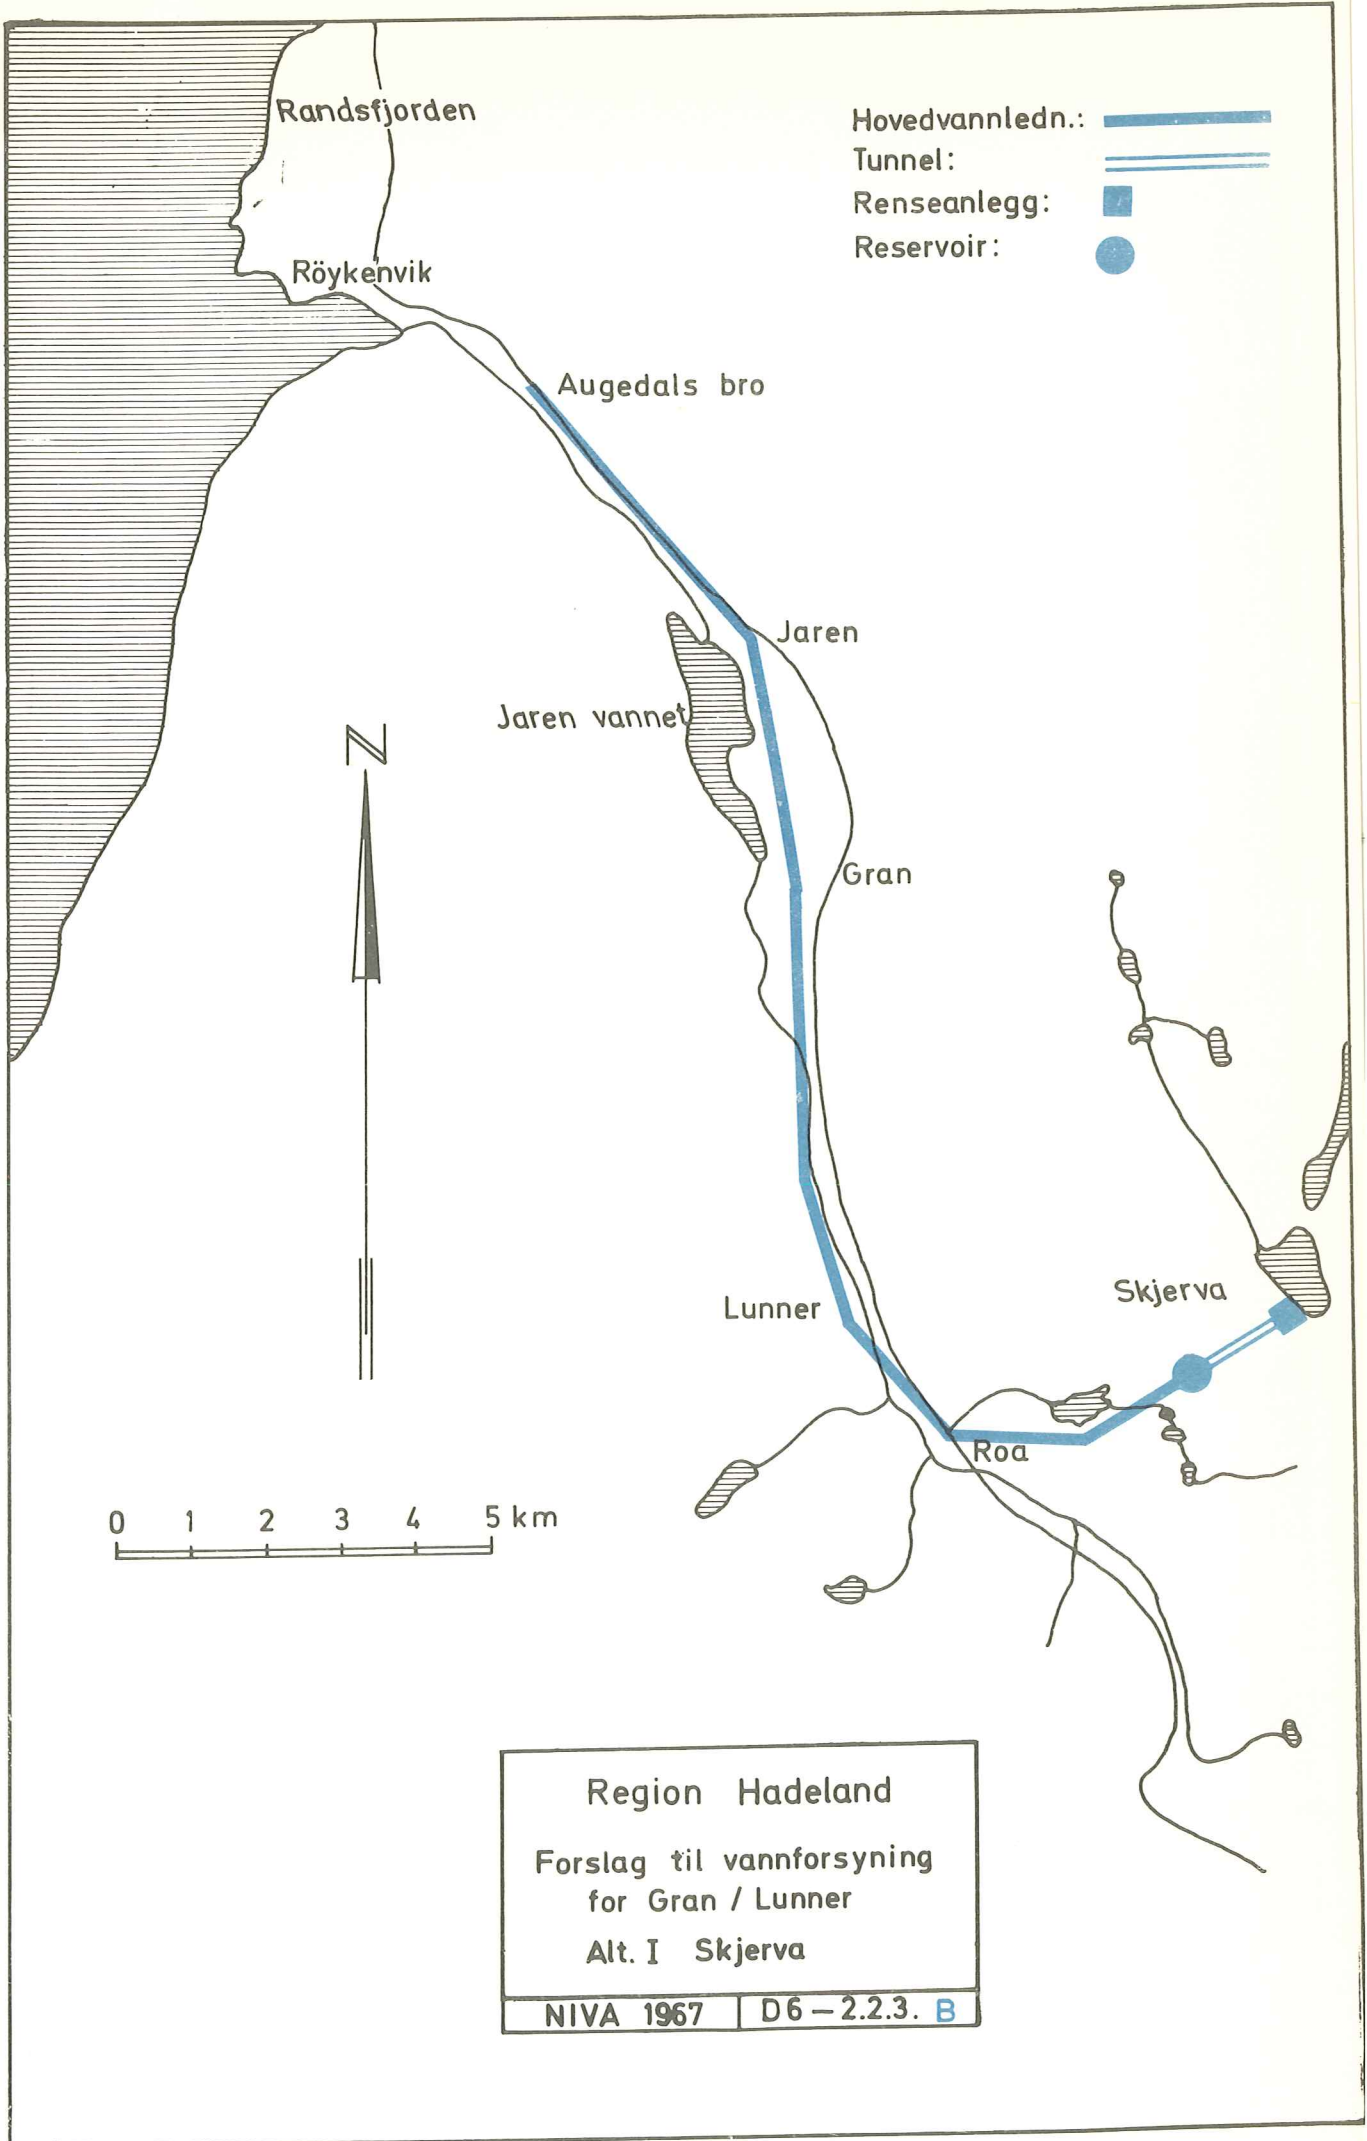 Randsfjorden
Hovedvannledn.:
Tunnel:
Renseanlegg:
Reservoir:
Röykenvik
Augedals bro
Jaren
Jaren vannet
N
Gran
Skjerva
Lunner
Roa
0 1 2 3 4 5 km
Region Hadeland
Forslag til vannforsyning
for Gran / Lunner
Alt. I Skjerva
NIVA 1967 D6-2.2.3. B